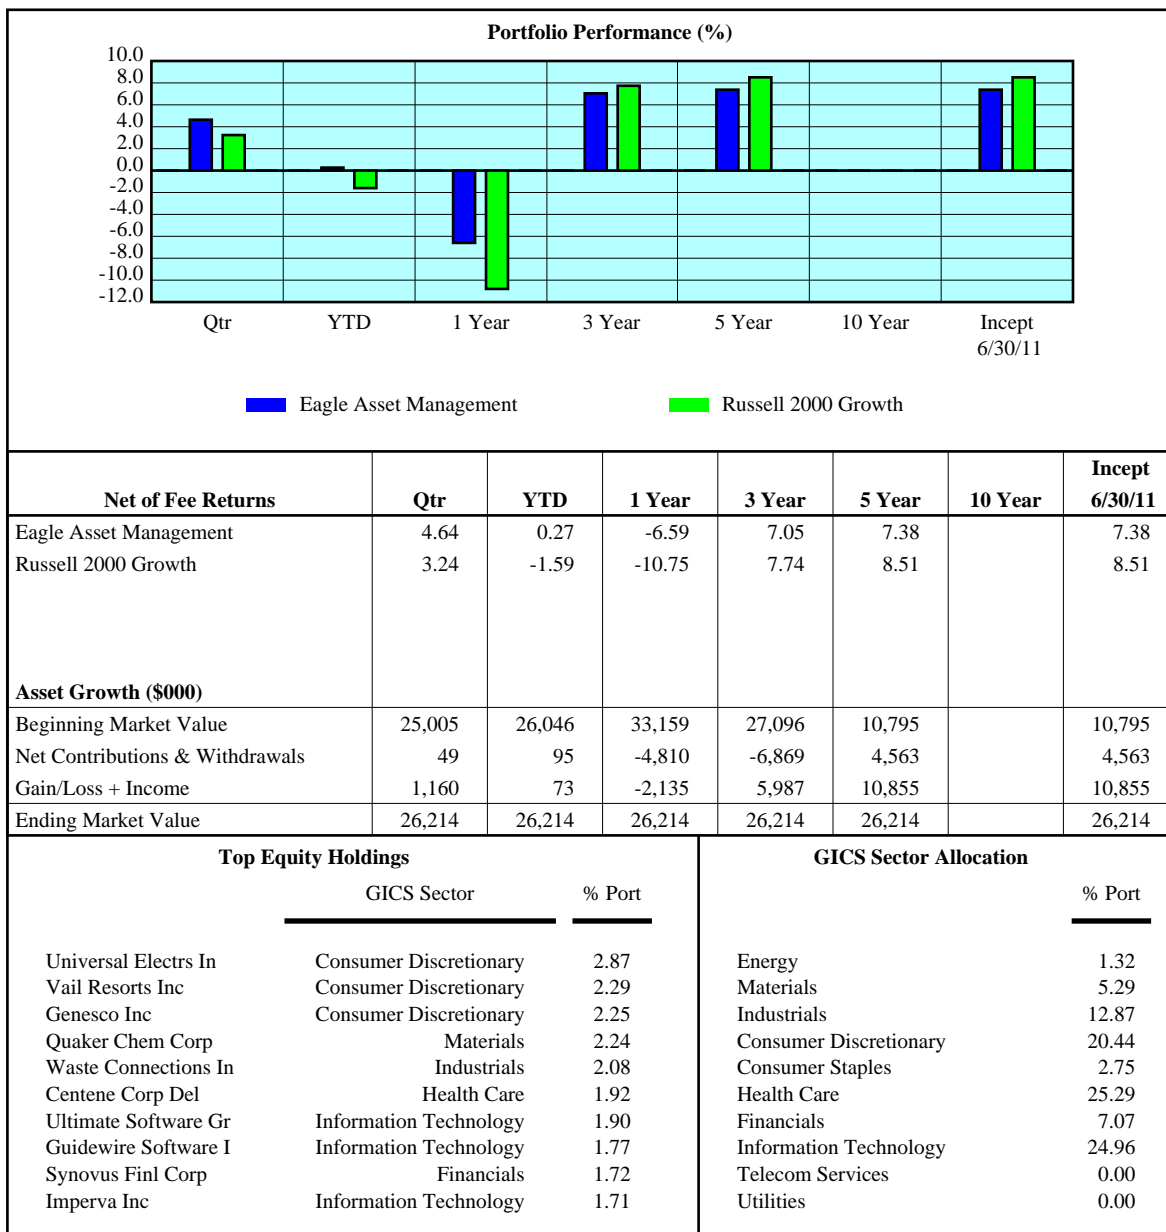 Portfolio Performance (%)
10.0
8.0
6.0
4.0
2.0
0.0
-2.0
-4.0
-6.0
-8.0
-10.0
-12.0
Qtr YTD 1 Year 3 Year 5 Year 10 Year Incept
6/30/11
Eagle Asset Management Russell 2000 Growth
Incept
Net of Fee Returns Qtr YTD 1 Year 3 Year 5 Year 10 Year 6/30/11
Eagle Asset Management 4.64 0.27 -6.59 7.05 7.38 7.38
Russell 2000 Growth 3.24 -1.59 -10.75 7.74 8.51 8.51
Asset Growth ($000)
Beginning Market Value 25,005 26,046 33,159 27,096 10,795 10,795
Net Contributions & Withdrawals 49 95 -4,810 -6,869 4,563 4,563
Gain/Loss + Income 1,160 73 -2,135 5,987 10,855 10,855
Ending Market Value 26,214 26,214 26,214 26,214 26,214 26,214
Top Equity Holdings
GICS Sector % Port
Universal Electrs In Consumer Discretionary 2.87
Vail Resorts Inc Consumer Discretionary 2.29
Genesco Inc Consumer Discretionary 2.25
Quaker Chem Corp Materials 2.24
Waste Connections In Industrials 2.08
Centene Corp Del Health Care 1.92
Ultimate Software Gr Information Technology 1.90
Guidewire Software I Information Technology 1.77
Synovus Finl Corp Financials 1.72
Imperva Inc Information Technology 1.71
GICS Sector Allocation
% Port
Energy 1.32
Materials 5.29
Industrials 12.87
Consumer Discretionary 20.44
Consumer Staples 2.75
Health Care 25.29
Financials 7.07
Information Technology 24.96
Telecom Services 0.00
Utilities 0.00